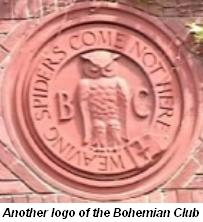 WEAVING SPIDERS COME NOT HERE
B C
Another logo of the Bohemian Club